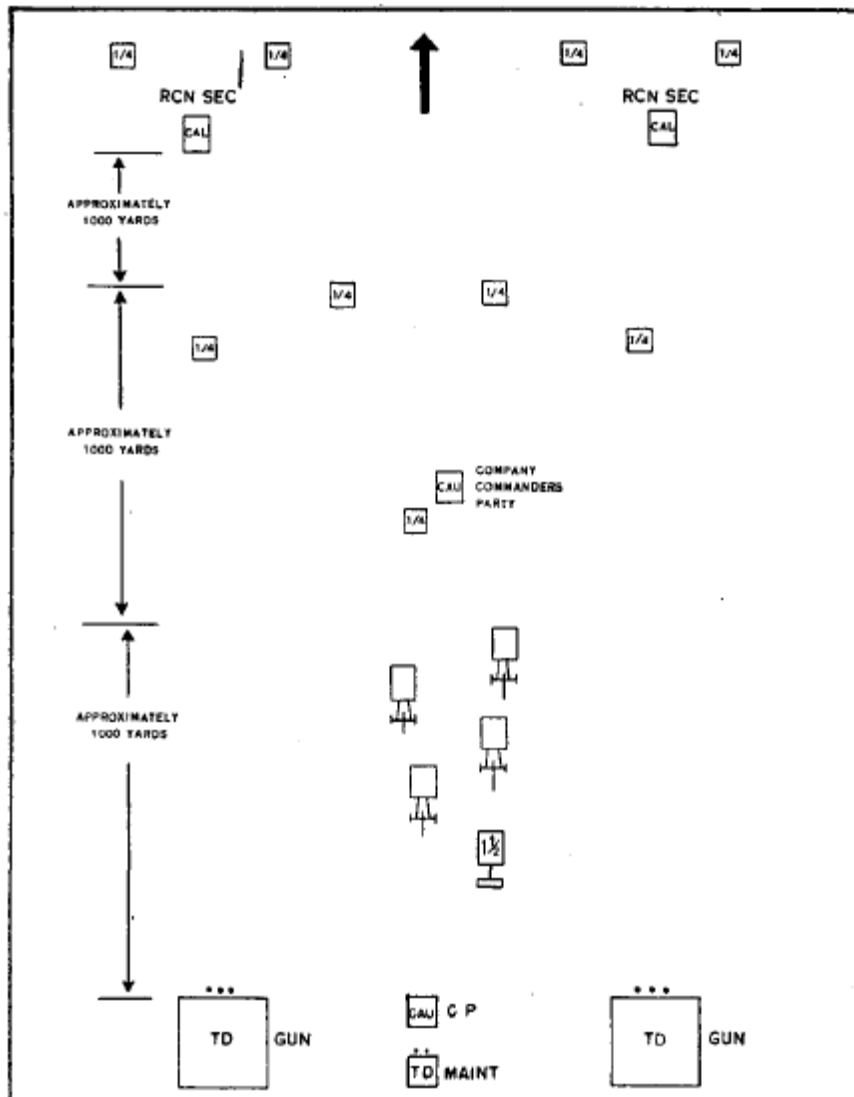 1/4
1/4
1/4
1/4
RCN SEC
RCN SEC
CAU
CAU
APPROXIMATELY
1000 YARDS
1/4
1/4
1/4
1/4
APPROXIMATELY
1000 YARDS
CAU
COMPANY
COMMANDERS
PARTY
1/4
APPROXIMATELY
1000 YARDS
1½
TD
GUN
CAU
C P
TD
GUN
TD
MAINT